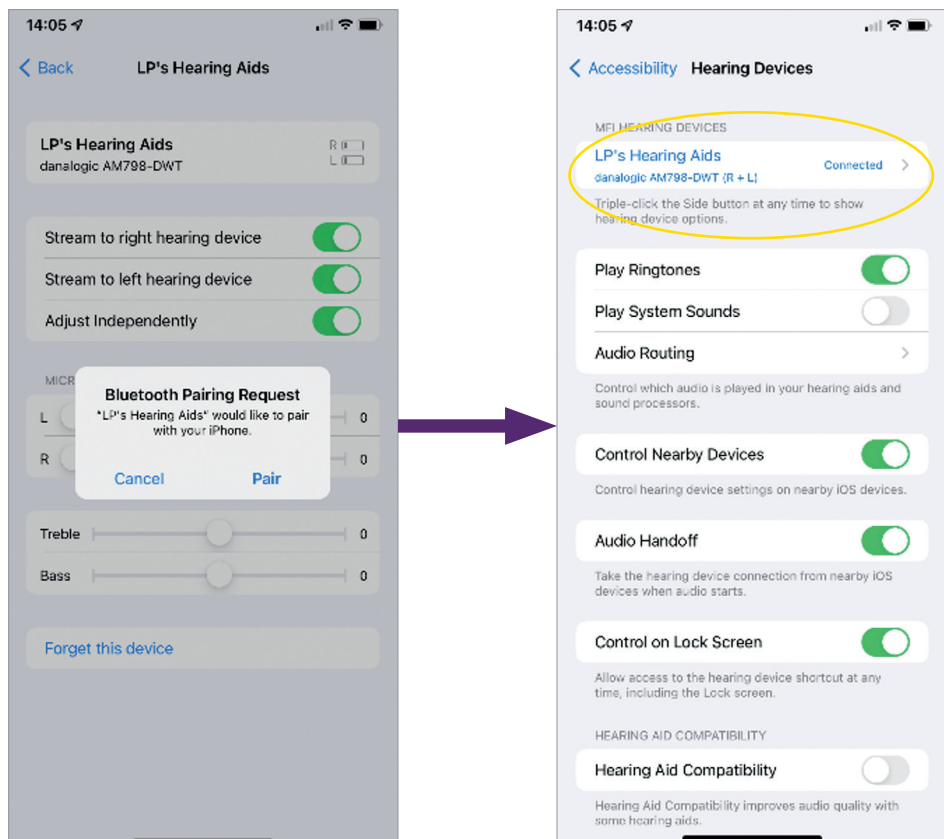 14:05
Back
LP's Hearing Aids
LP's Hearing Aids
danalogic AM798-DWT
R
L
Stream to right hearing device
Stream to left hearing device
Adjust Independently
MICR
Bluetooth Pairing Request
"LP's Hearing Aids" would like to pair
with your iPhone.
Cancel
Pair
L
0
R
0
Treble
0
Bass
0
Forget this device
14:05
Accessibility
Hearing Devices
MFI HEARING DEVICES
LP's Hearing Aids
danalogic AM798-DWT (R + L)
Connected
Triple-click the Side button at any time to show
hearing device options.
Play Ringtones
Play System Sounds
Audio Routing
Control which audio is played in your hearing aids and
sound processors.
Control Nearby Devices
Control hearing device settings on nearby iOS devices.
Audio Handoff
Take the hearing device connection from nearby iOS
devices when audio starts.
Control on Lock Screen
Allow access to the hearing device shortcut at any
time, including the Lock screen.
HEARING AID COMPATIBILITY
Hearing Aid Compatibility
Hearing Aid Compatibility improves audio quality with
some hearing aids.